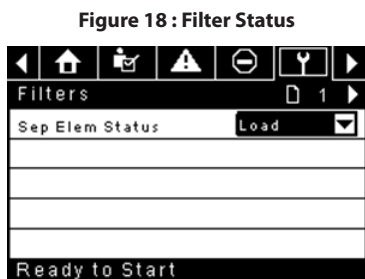 Figure 18 : Filter Status
Filters 1
Sep Elem Status Load
Ready to Start